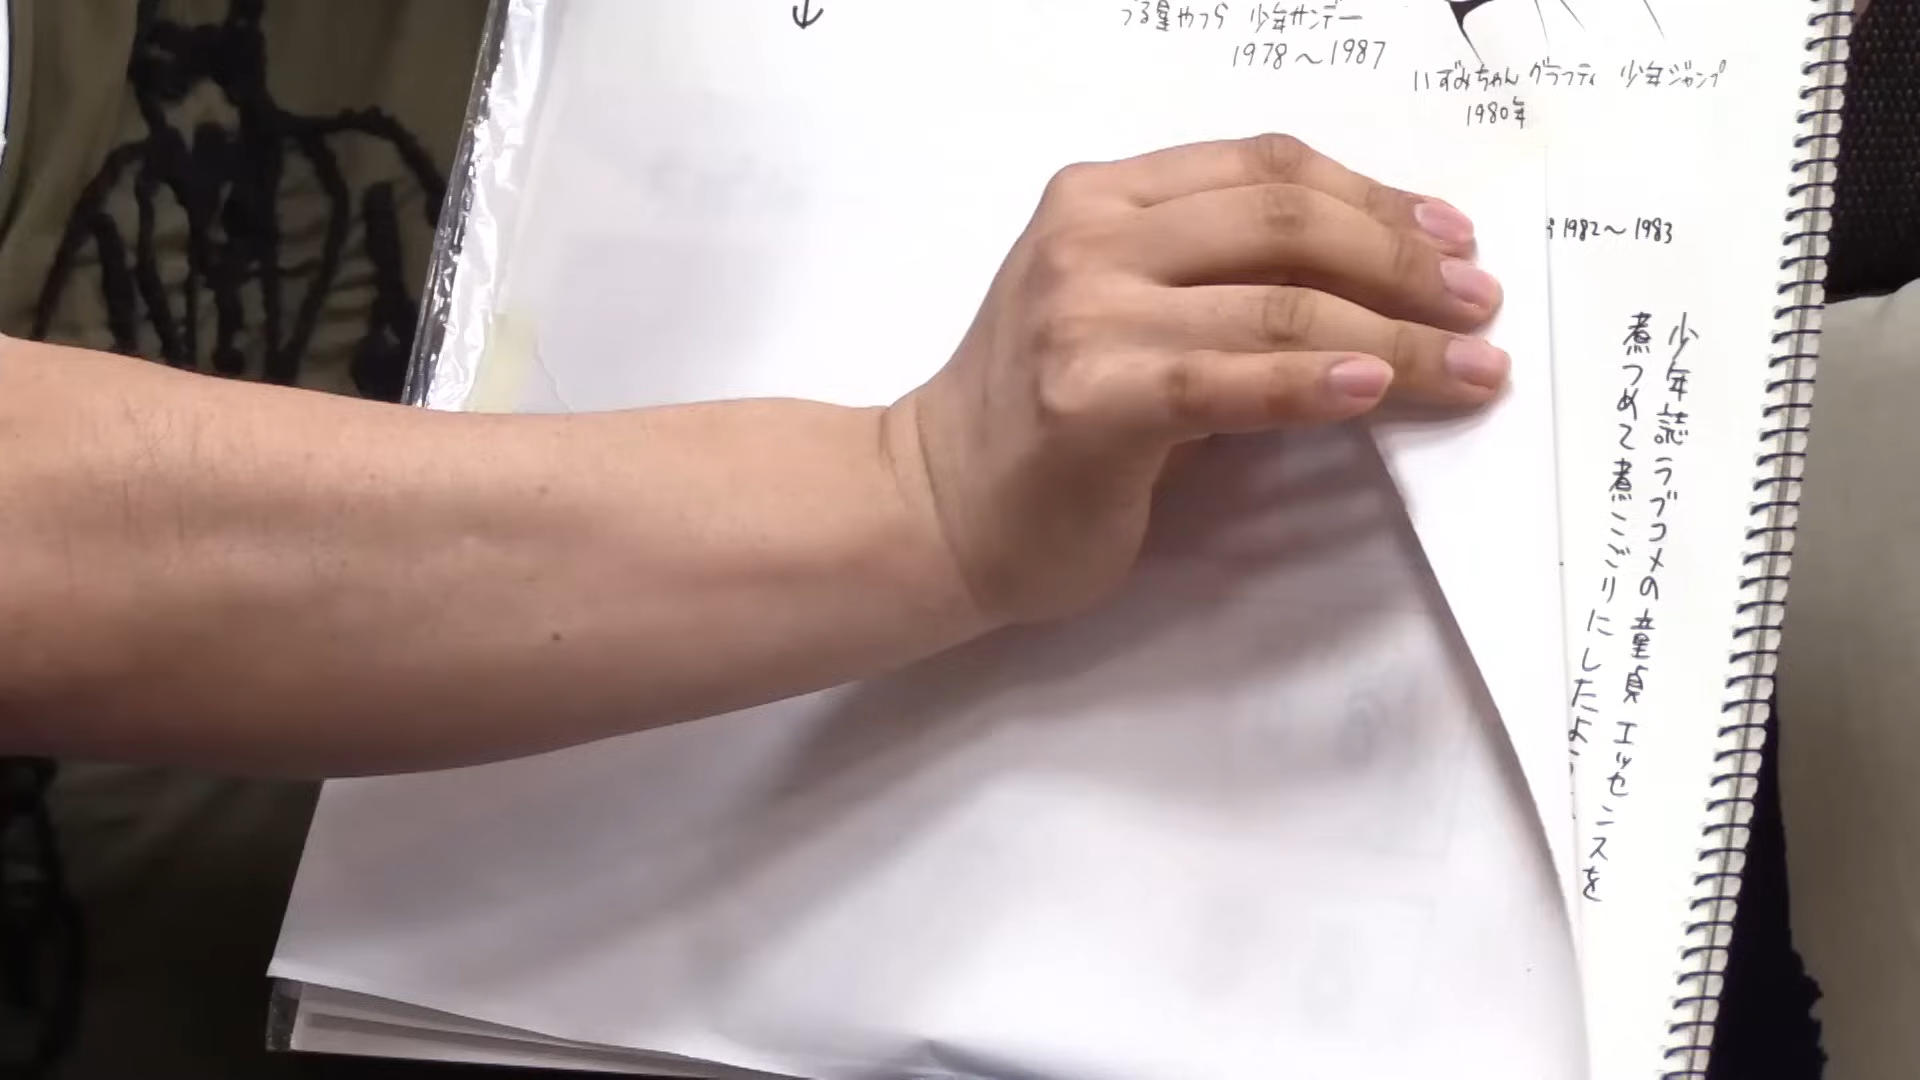 うる星やつら 少年サンデー
1978〜1987
いずみちゃんグラフティ 少年ジャンプ
1980年
1982〜1983
少年誌ラブコメの童貞エッセンスを
煮つめて煮こごりにしたよう